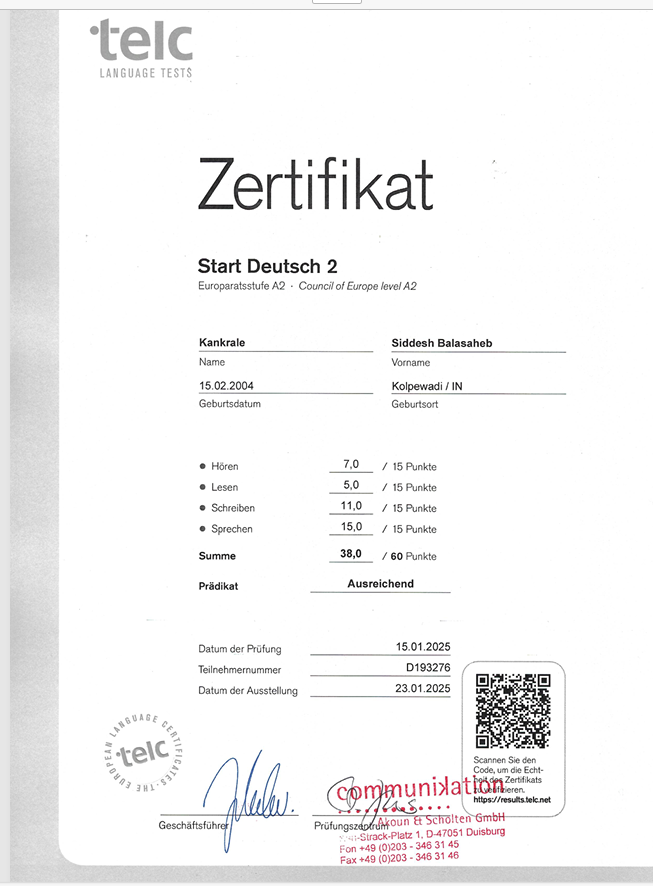 telc
LANGUAGE TESTS
Zertifikat
Start Deutsch 2
Europaratsstufe A2 · Council of Europe level A2
Kankrale
Siddesh Balasaheb
Name
Vorname
15.02.2004
Kolpewadi / IN
Geburtsdatum
Geburtsort
● Hören 7,0 / 15 Punkte
● Lesen 5,0 / 15 Punkte
● Schreiben 11,0 / 15 Punkte
● Sprechen 15,0 / 15 Punkte
Summe 38,0 / 60 Punkte
Prädikat Ausreichend
Datum der Prüfung 15.01.2025
Teilnehmernummer D193276
Datum der Ausstellung 23.01.2025
Scannen Sie den
Code, um die Echt-
heit des Zertifikats
zu verifizieren.
https://results.telc.net
telc
THE EUROPEAN LANGUAGE CERTIFICATES
Geschäftsführer
Prüfungszentrum
communikation
Akoun & Scholten GmbH
-Strack-Platz 1, D-47051 Duisburg
Fon +49 (0)203 - 346 31 45
Fax +49 (0)203 - 346 31 46